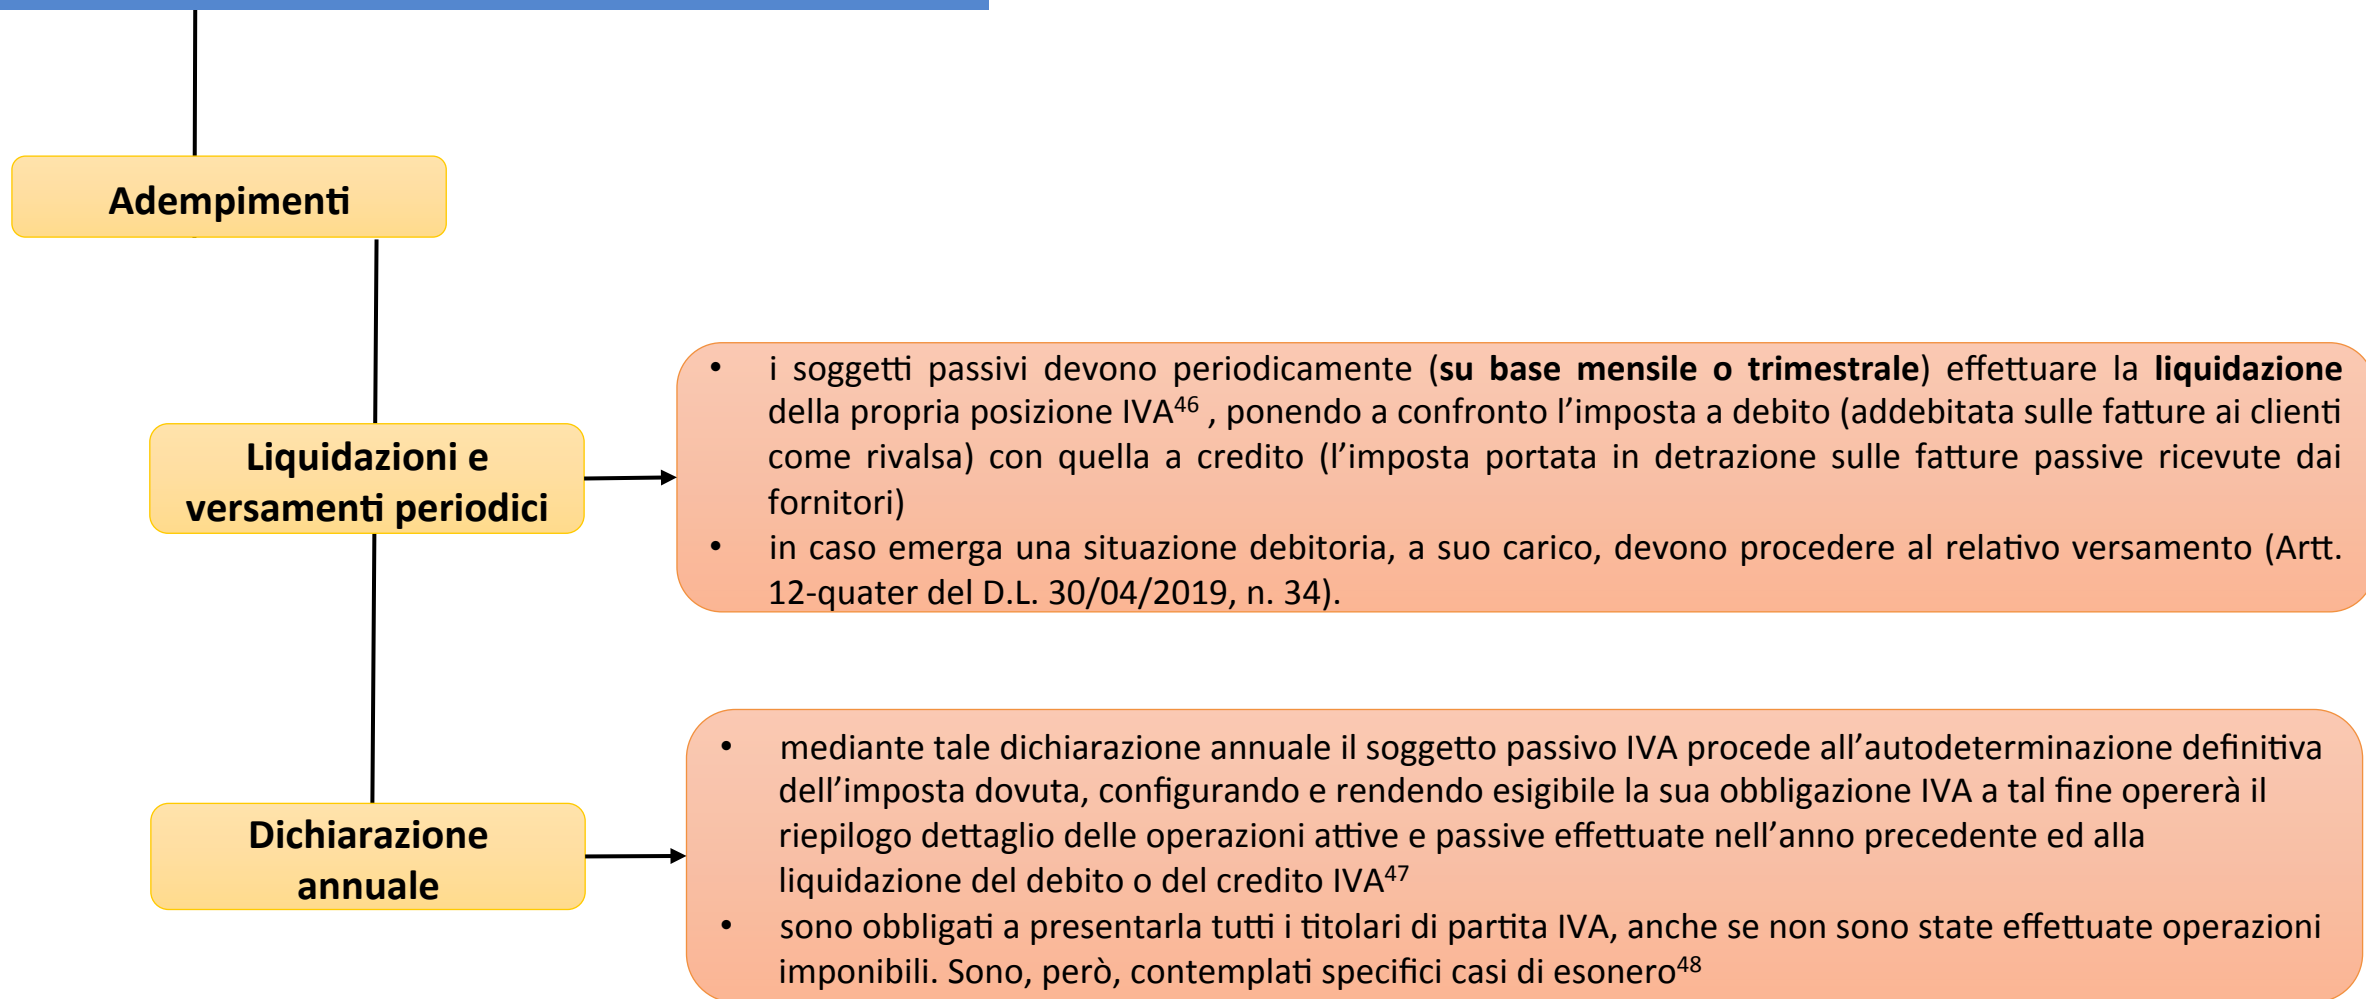 Adempimenti
Liquidazioni e
versamenti periodici
• i soggetti passivi devono periodicamente (su base mensile o trimestrale) effettuare la liquidazione
della propria posizione IVA⁴⁶ , ponendo a confronto l’imposta a debito (addebitata sulle fatture ai clienti
come rivalsa) con quella a credito (l’imposta portata in detrazione sulle fatture passive ricevute dai
fornitori)
• in caso emerga una situazione debitoria, a suo carico, devono procedere al relativo versamento (Artt.
12-quater del D.L. 30/04/2019, n. 34).
Dichiarazione
annuale
• mediante tale dichiarazione annuale il soggetto passivo IVA procede all’autodeterminazione definitiva
dell’imposta dovuta, configurando e rendendo esigibile la sua obbligazione IVA a tal fine opererà il
riepilogo dettaglio delle operazioni attive e passive effettuate nell’anno precedente ed alla
liquidazione del debito o del credito IVA⁴⁷
• sono obbligati a presentarla tutti i titolari di partita IVA, anche se non sono state effettuate operazioni
imponibili. Sono, però, contemplati specifici casi di esonero⁴⁸